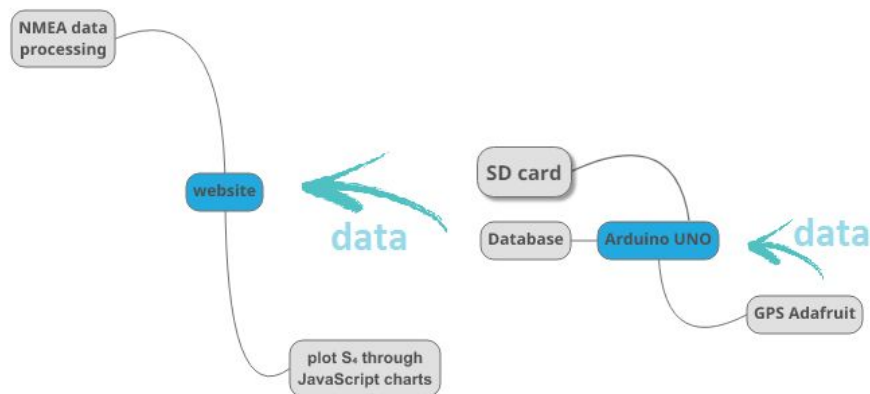 NMEA data
processing
website
data
plot S₄ through
JavaScript charts
SD card
Database
Arduino UNO
data
GPS Adafruit